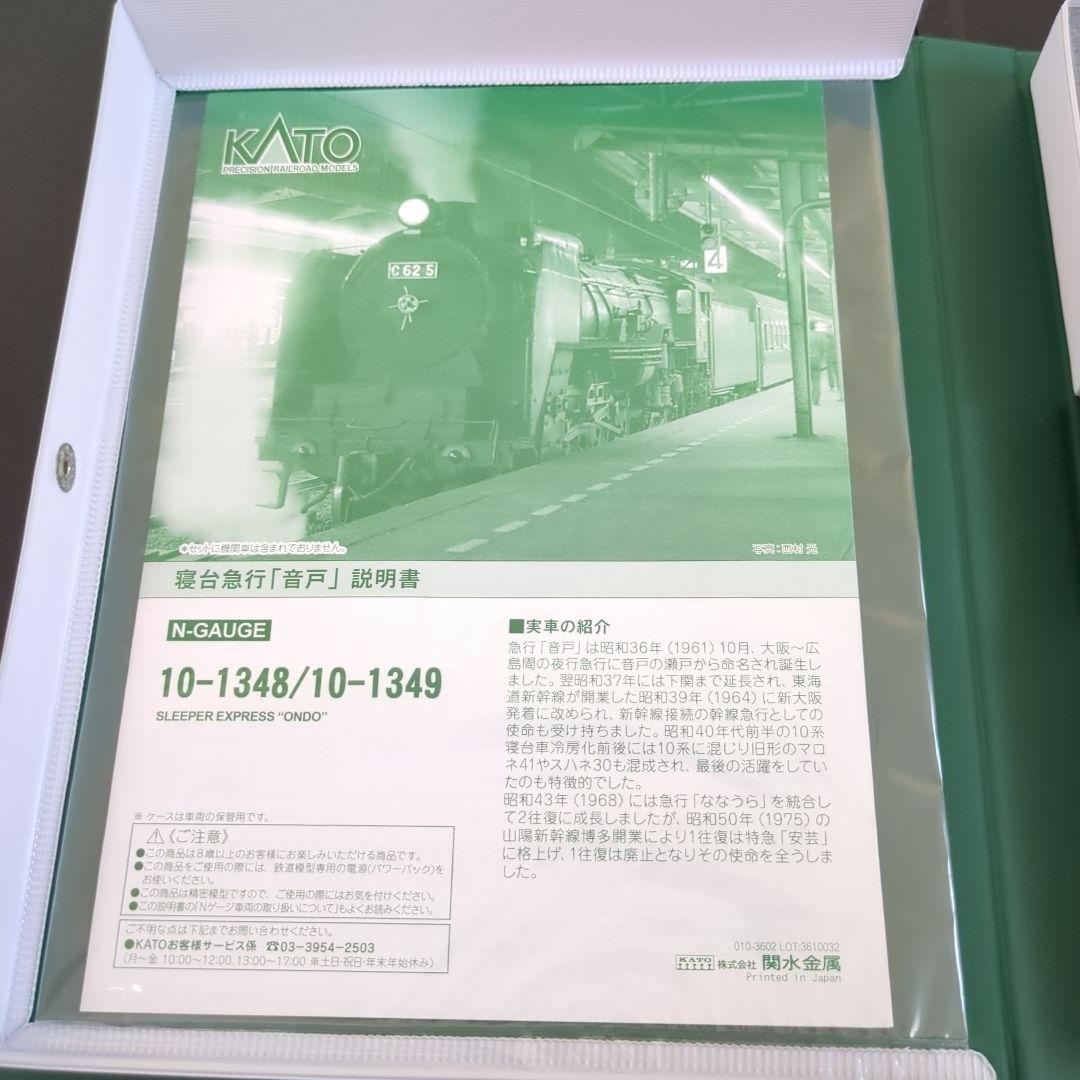 KATO
PRECISION RAILROAD MODELS
C62 5
4
＊セットに機関車は含まれておりません。
写真：西村 光
寝台急行「音戸」説明書
N-GAUGE
10-1348/10-1349
SLEEPER EXPRESS “ONDO”
※ ケースは車両の保管用です。
⚠《ご注意》
●この商品は8歳以上のお客様にお楽しみいただける商品です。
●この商品をご使用の際には、鉄道模型専用の電源(パワーパック)を
お使いください。
●この商品は精密模型ですので、ご使用の際にはお気を付けください。
●この説明書の「Nゲージ車両の取り扱いについて」もよくお読みください。
ご不明な点は下記までお問い合わせください。
●KATOお客様サービス係 ☎03-3954-2503
(月～金 10:00～12:00、13:00～17:00 ※土日・祝日・年末年始休み)
■実車の紹介
急行「音戸」は昭和36年（1961）10月、大阪～広
島間の夜行急行に音戸の瀬戸から命名され誕生し
ました。翌昭和37年には下関まで延長され、東海
道新幹線が開業した昭和39年（1964）に新大阪
発着に改められ、新幹線接続の幹線急行としての
使命も受け持ちました。昭和40年代前半の10系
寝台車冷房化前後には10系に混じり旧形のマロ
ネ41やスハネ30も混成され、最後の活躍をしてい
たのも特徴的でした。
昭和43年（1968）には急行「ななうら」を統合し
て2往復に成長しましたが、昭和50年（1975）の
山陽新幹線博多開業により1往復は特急「安芸」
に格上げ、1往復は廃止となりその使命を全うしま
した。
010-3602 LOT:3610032
KATO 株式会社 関水金属
Printed in Japan